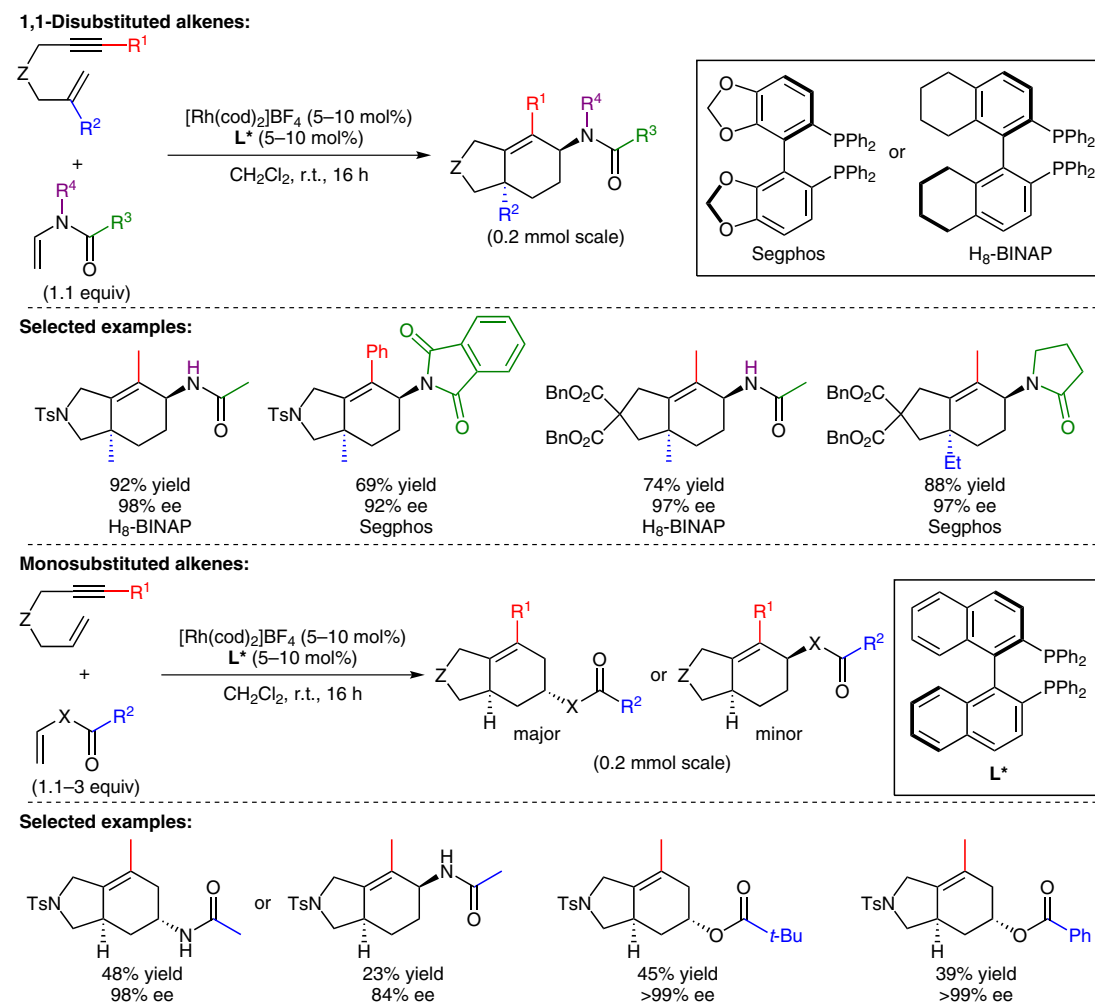 1,1-Disubstituted alkenes:
R1
Z
R2
+
R4
N
R3
O
(1.1 equiv)
[Rh(cod)2]BF4 (5–10 mol%)
L* (5–10 mol%)
CH2Cl2, r.t., 16 h
R1
R4
N
R3
O
Z
R2
(0.2 mmol scale)
O
O
PPh2
PPh2
O
O
Segphos
or
PPh2
PPh2
H8-BINAP
Selected examples:
H
N
O
TsN
92% yield
98% ee
H8-BINAP
Ph
O
N
O
TsN
69% yield
92% ee
Segphos
H
N
O
BnO2C
BnO2C
74% yield
97% ee
H8-BINAP
N
O
BnO2C
BnO2C
Et
88% yield
97% ee
Segphos
Monosubstituted alkenes:
R1
Z
+
X
R2
O
(1.1–3 equiv)
[Rh(cod)2]BF4 (5–10 mol%)
L* (5–10 mol%)
CH2Cl2, r.t., 16 h
R1
O
Z
X
R2
H
major
or
R1
X
R2
O
Z
H
minor
(0.2 mmol scale)
PPh2
PPh2
L*
Selected examples:
O
TsN
N
H
H
48% yield
98% ee
or
H
N
O
TsN
H
23% yield
84% ee
O
TsN
O
t-Bu
H
45% yield
>99% ee
O
TsN
O
Ph
H
39% yield
>99% ee